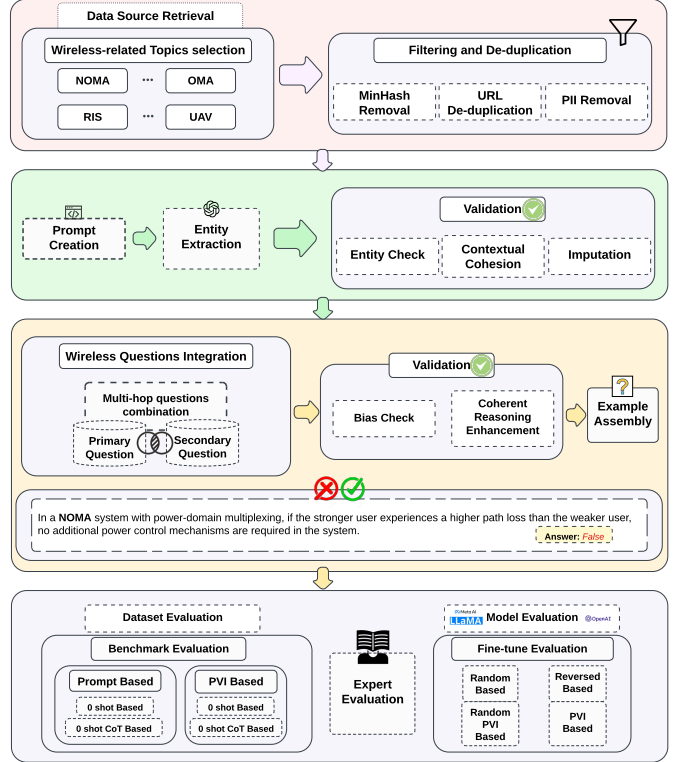 Data Source Retrieval
Wireless-related Topics selection
NOMA
...
OMA
RIS
...
UAV
Filtering and De-duplication
MinHash
Removal
URL
De-duplication
PII Removal
Prompt
Creation
Entity
Extraction
Validation
Entity Check
Contextual
Cohesion
Imputation
Wireless Questions Integration
Multi-hop questions
combination
Primary
Question
Secondary
Question
Validation
Bias Check
Coherent
Reasoning
Enhancement
?
Example
Assembly
In a NOMA system with power-domain multiplexing, if the stronger user experiences a higher path loss than the weaker user,
no additional power control mechanisms are required in the system.
Answer: False
Dataset Evaluation
Benchmark Evaluation
Prompt Based
0 shot Based
0 shot CoT Based
PVI Based
0 shot Based
0 shot CoT Based
Expert
Evaluation
Meta AI
LLaMA
Model Evaluation
OpenAI
Fine-tune Evaluation
Random
Based
Reversed
Based
Random
PVI
Based
PVI
Based